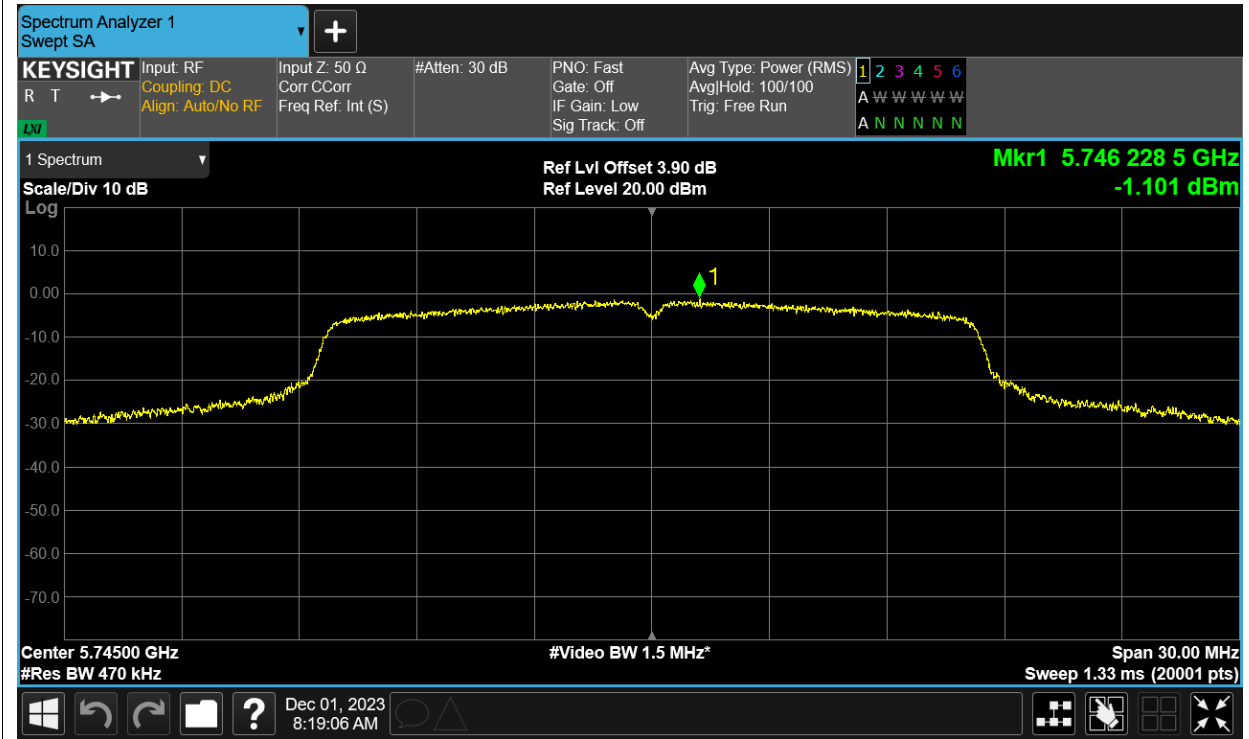 Spectrum Analyzer 1
Swept SA
KEYSIGHT
R T
LXI
Input: RF
Coupling: DC
Align: Auto/No RF
Input Z: 50 Ω
Corr CCorr
Freq Ref: Int (S)
#Atten: 30 dB
PNO: Fast
Gate: Off
IF Gain: Low
Sig Track: Off
Avg Type: Power (RMS)
Avg|Hold: 100/100
Trig: Free Run
1 2 3 4 5 6
A W W W W W
A N N N N N
1 Spectrum
Scale/Div 10 dB
Log
Ref Lvl Offset 3.90 dB
Ref Level 20.00 dBm
Mkr1 5.746 228 5 GHz
-1.101 dBm
1
10.0
0.00
-10.0
-20.0
-30.0
-40.0
-50.0
-60.0
-70.0
Center 5.74500 GHz
#Video BW 1.5 MHz*
Span 30.00 MHz
#Res BW 470 kHz
Sweep 1.33 ms (20001 pts)
?
Dec 01, 2023
8:19:06 AM